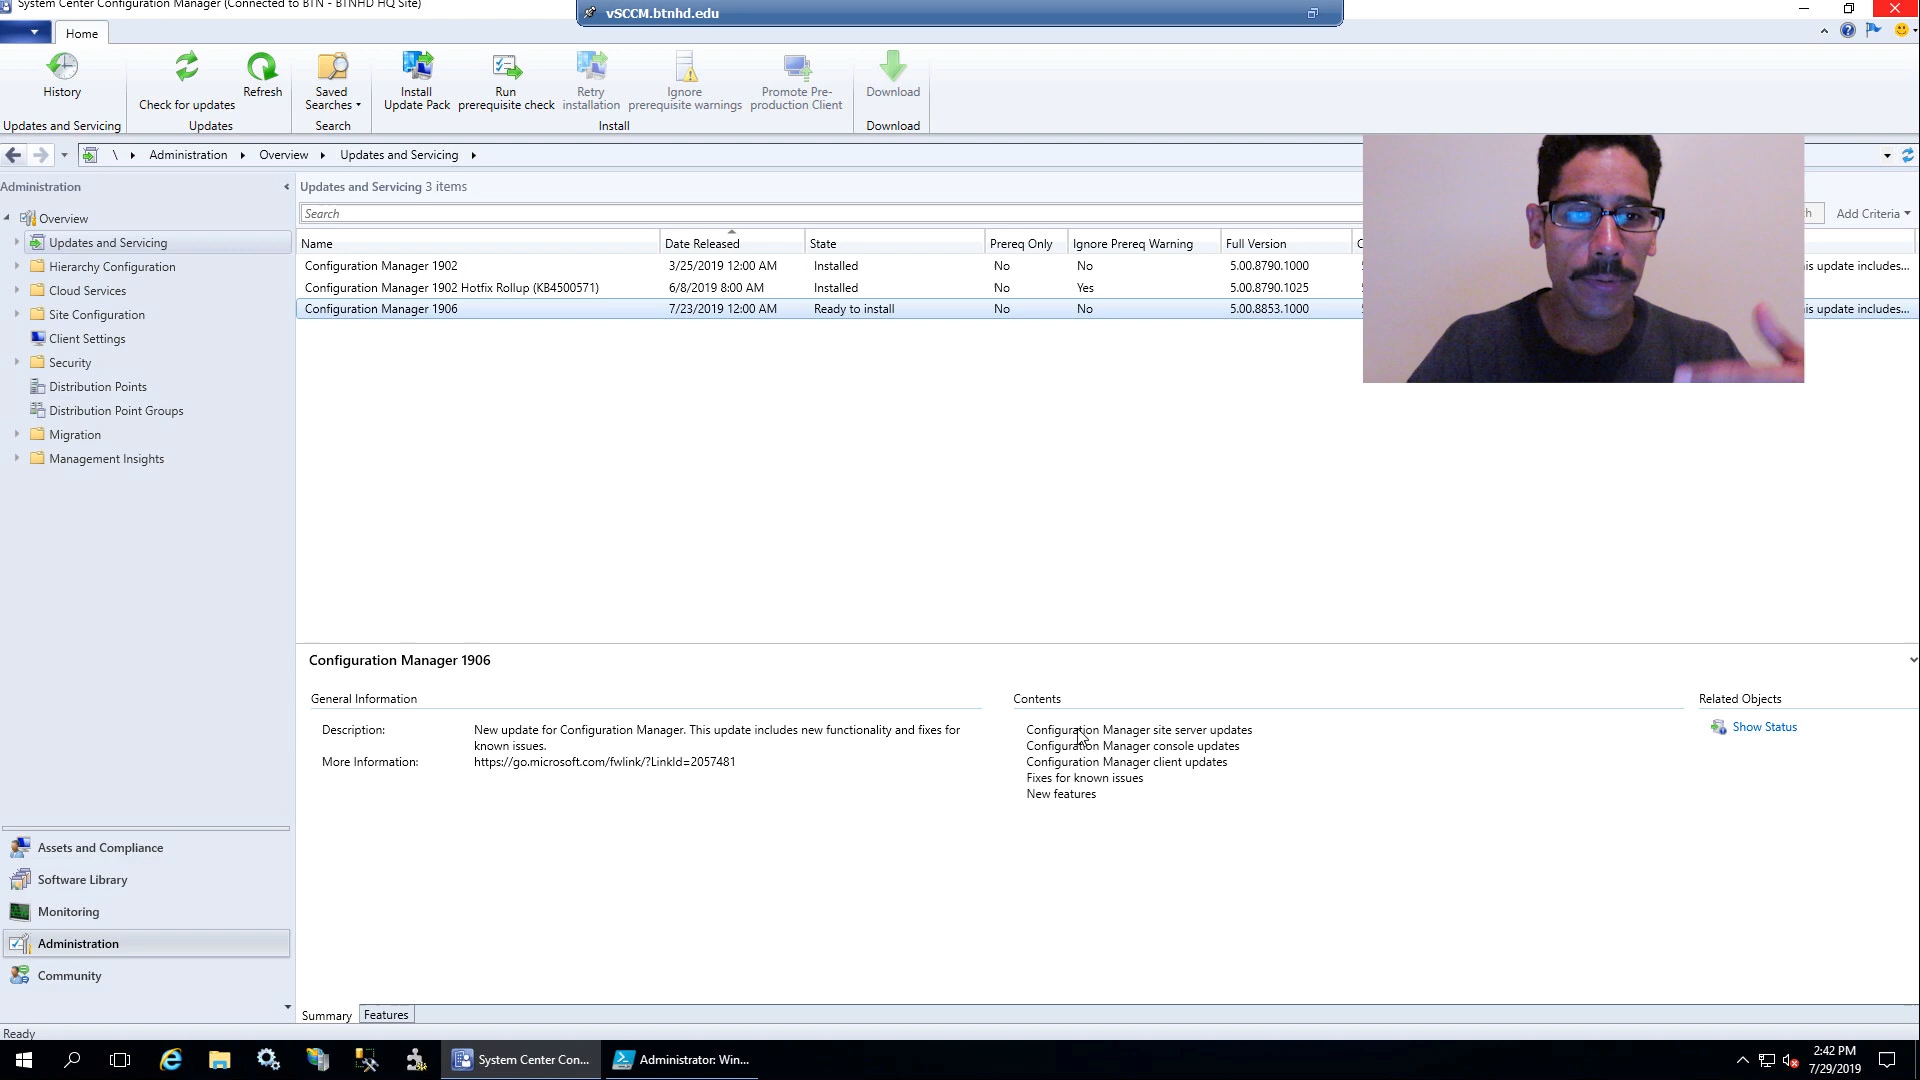 System Center Configuration Manager (Connected to BTN - BTNHD HQ Site)
vSCCM.btnhd.edu
Home
History
Check for updates
Refresh
Saved
Searches
Install
Update Pack
Run
prerequisite check
Retry
installation
Ignore
prerequisite warnings
Promote Pre-
production Client
Download
Updates and Servicing
Updates
Search
Install
Download
\ Administration Overview Updates and Servicing
Administration
Updates and Servicing 3 items
Search
Add Criteria
Overview
Updates and Servicing
Hierarchy Configuration
Cloud Services
Site Configuration
Client Settings
Security
Distribution Points
Distribution Point Groups
Migration
Management Insights
Name Date Released State Prereq Only Ignore Prereq Warning Full Version
Configuration Manager 1902 3/25/2019 12:00 AM Installed No No 5.00.8790.1000 is update includes...
Configuration Manager 1902 Hotfix Rollup (KB4500571) 6/8/2019 8:00 AM Installed No Yes 5.00.8790.1025
Configuration Manager 1906 7/23/2019 12:00 AM Ready to install No No 5.00.8853.1000 is update includes...
Configuration Manager 1906
General Information
Description: New update for Configuration Manager. This update includes new functionality and fixes for
known issues.
More Information: https://go.microsoft.com/fwlink/?LinkId=2057481
Contents
Configuration Manager site server updates
Configuration Manager console updates
Configuration Manager client updates
Fixes for known issues
New features
Related Objects
Show Status
Assets and Compliance
Software Library
Monitoring
Administration
Community
Summary Features
Ready
System Center Con...
Administrator: Win...
2:42 PM
7/29/2019